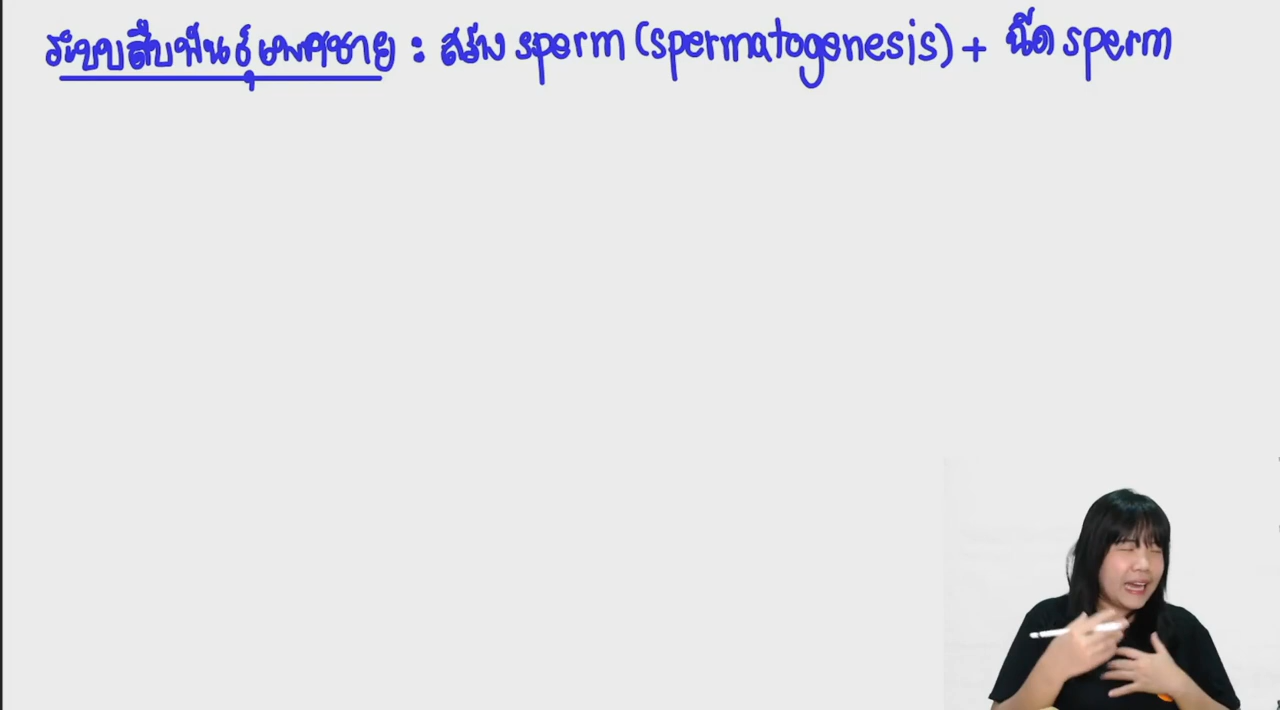 ระบบสืบพันธุ์เพศชาย : สร้าง sperm (spermatogenesis) + ฉีด sperm